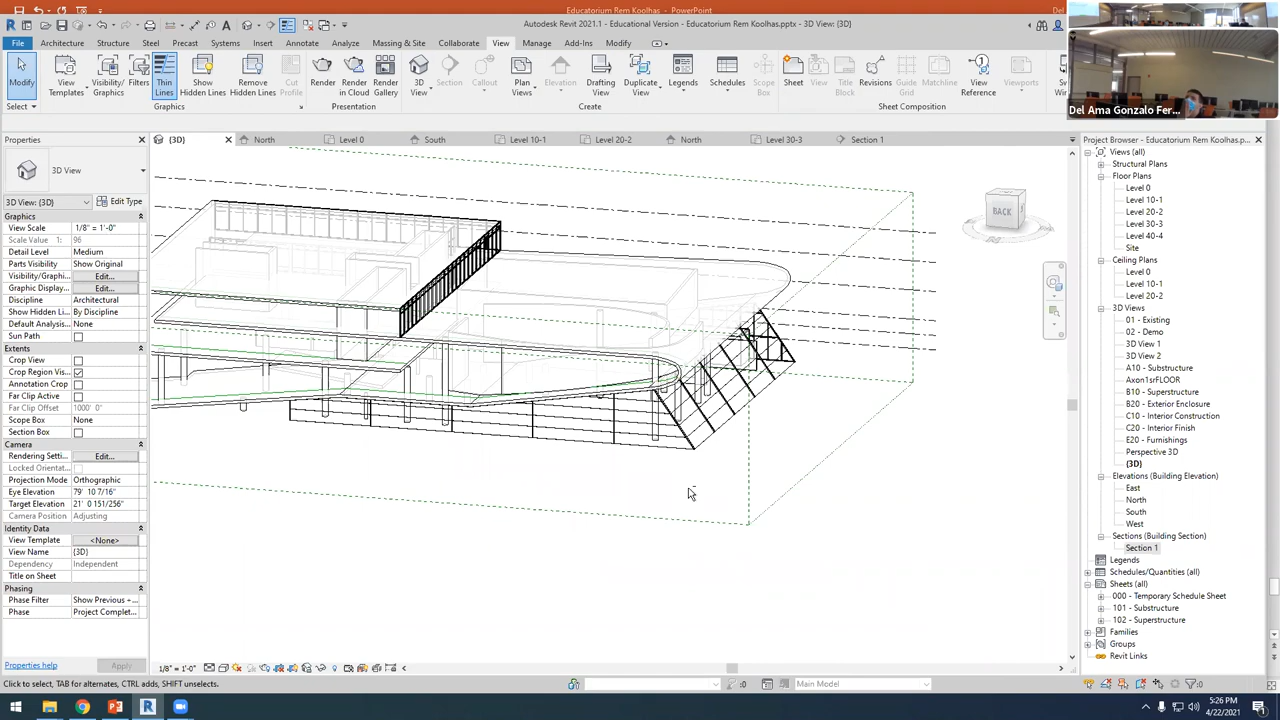 Educatorium Rem Koolhas.pptx - PowerPoint
Autodesk Revit 2021.1 - Educational Version - Educatorium Rem Koolhas.pptx - 3D View: {3D}
File Architecture Structure Steel Precast Systems Insert Annotate Analyze Massing & Site Collaborate View Manage Add-Ins Modify
Modify
View Templates
Visibility/ Graphics
Filters
Thin Lines
Show Hidden Lines
Remove Hidden Lines
Cut Profile
Render
Render in Cloud
Render Gallery
3D View
Section
Callout
Plan Views
Elevation
Drafting View
Duplicate View
Legends
Schedules
Scope Box
Sheet
View
Revisions
Guide Grid
Matchline
View Reference
Viewports
Select
Graphics
Presentation
Create
Sheet Composition
Del Ama Gonzalo Fer...
Properties
{3D} North Level 0 South Level 10-1 Level 20-2 North Level 30-3 Section 1
3D View
3D View: {3D} Edit Type
Graphics
View Scale 1/8" = 1'-0"
Scale Value 1: 96
Detail Level Medium
Parts Visibility Show Original
Visibility/Graphi... Edit...
Graphic Display... Edit...
Discipline Architectural
Show Hidden Li... By Discipline
Default Analysis... None
Sun Path
Extents
Crop View
Crop Region Vis...
Annotation Crop
Far Clip Active
Far Clip Offset 1000' 0"
Scope Box None
Section Box
Camera
Rendering Setti... Edit...
Locked Orientat...
Projection Mode Orthographic
Eye Elevation 79' 10 7/16"
Target Elevation 21' 0 151/256"
Camera Position Adjusting
Identity Data
View Template <None>
View Name {3D}
Dependency Independent
Title on Sheet
Phasing
Phase Filter Show Previous + ...
Phase Project Complet...
Properties help Apply
BACK
Project Browser - Educatorium Rem Koolhas.p...
Views (all)
Structural Plans
Floor Plans
Level 0
Level 10-1
Level 20-2
Level 30-3
Level 40-4
Site
Ceiling Plans
Level 0
Level 10-1
Level 20-2
3D Views
01 - Existing
02 - Demo
3D View 1
3D View 2
A10 - Substructure
Axon1srFLOOR
B10 - Superstructure
B20 - Exterior Enclosure
C10 - Interior Construction
C20 - Interior Finish
E20 - Furnishings
Perspective 3D
{3D}
Elevations (Building Elevation)
East
North
South
West
Sections (Building Section)
Section 1
Legends
Schedules/Quantities (all)
Sheets (all)
000 - Temporary Schedule Sheet
101 - Substructure
102 - Superstructure
Families
Groups
Revit Links
1/8" = 1'-0"
Click to select, TAB for alternates, CTRL adds, SHIFT unselects.
:0
Main Model
:0
5:26 PM
4/22/2021